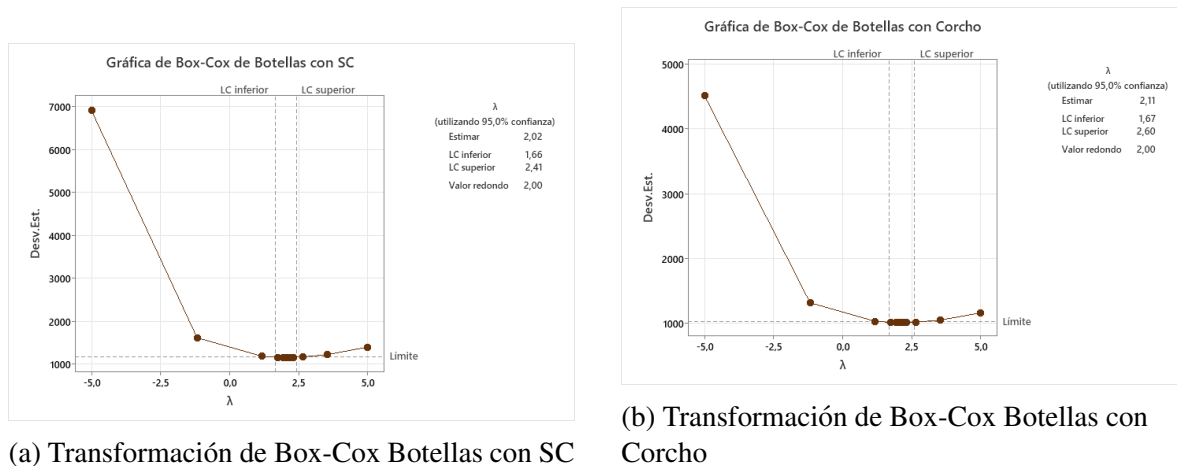 Gráfica de Box-Cox de Botellas con SC
LC inferior LC superior
7000
6000
5000
4000
3000
2000
1000
Desv.Est.
-5,0 -2,5 0,0 2,5 5,0
λ
Límite
λ
(utilizando 95,0% confianza)
Estimar 2,02
LC inferior 1,66
LC superior 2,41
Valor redondo 2,00
(a) Transformación de Box-Cox Botellas con SC
Gráfica de Box-Cox de Botellas con Corcho
LC inferior LC superior
5000
4000
3000
2000
1000
Desv.Est.
-5,0 -2,5 0,0 2,5 5,0
λ
Límite
λ
(utilizando 95,0% confianza)
Estimar 2,11
LC inferior 1,67
LC superior 2,60
Valor redondo 2,00
(b) Transformación de Box-Cox Botellas con
Corcho